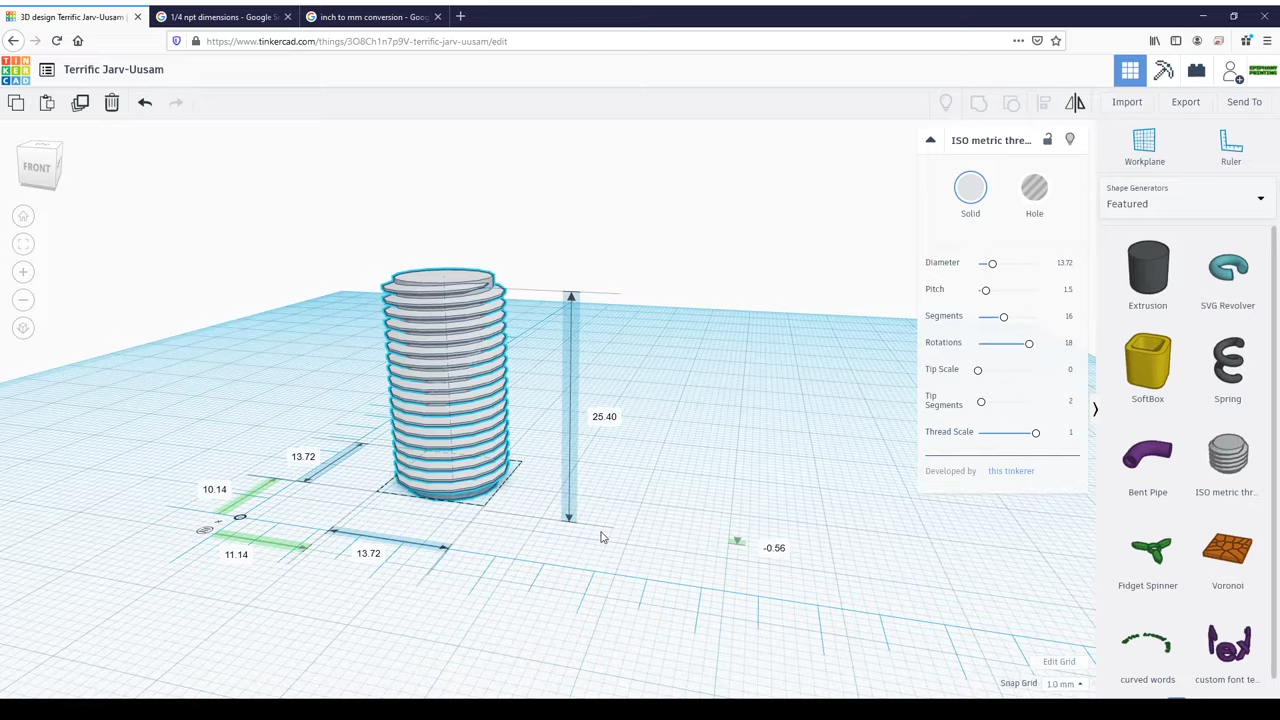 3D design Terrific Jarv-Uusam |
1/4 npt dimensions - Google S
inch to mm conversion - Goog
https://www.tinkercad.com/things/3O8Ch1n7p9V-terrific-jarv-uusam/edit
TIN
KER
CAD
Terrific Jarv-Uusam
EPIPHANY
PRINTING
Import
Export
Send To
FRONT
ISO metric thre...
Solid
Hole
Diameter 13.72
Pitch 1.5
Segments 16
Rotations 18
Tip Scale 0
Tip Segments 2
Thread Scale 1
Developed by this tinkerer
Workplane
Ruler
Shape Generators
Featured
Extrusion
SVG Revolver
SoftBox
Spring
Bent Pipe
ISO metric thr...
Fidget Spinner
Voronoi
curved words
custom font te...
25.40
13.72
10.14
11.14
13.72
-0.56
Edit Grid
Snap Grid 1.0 mm